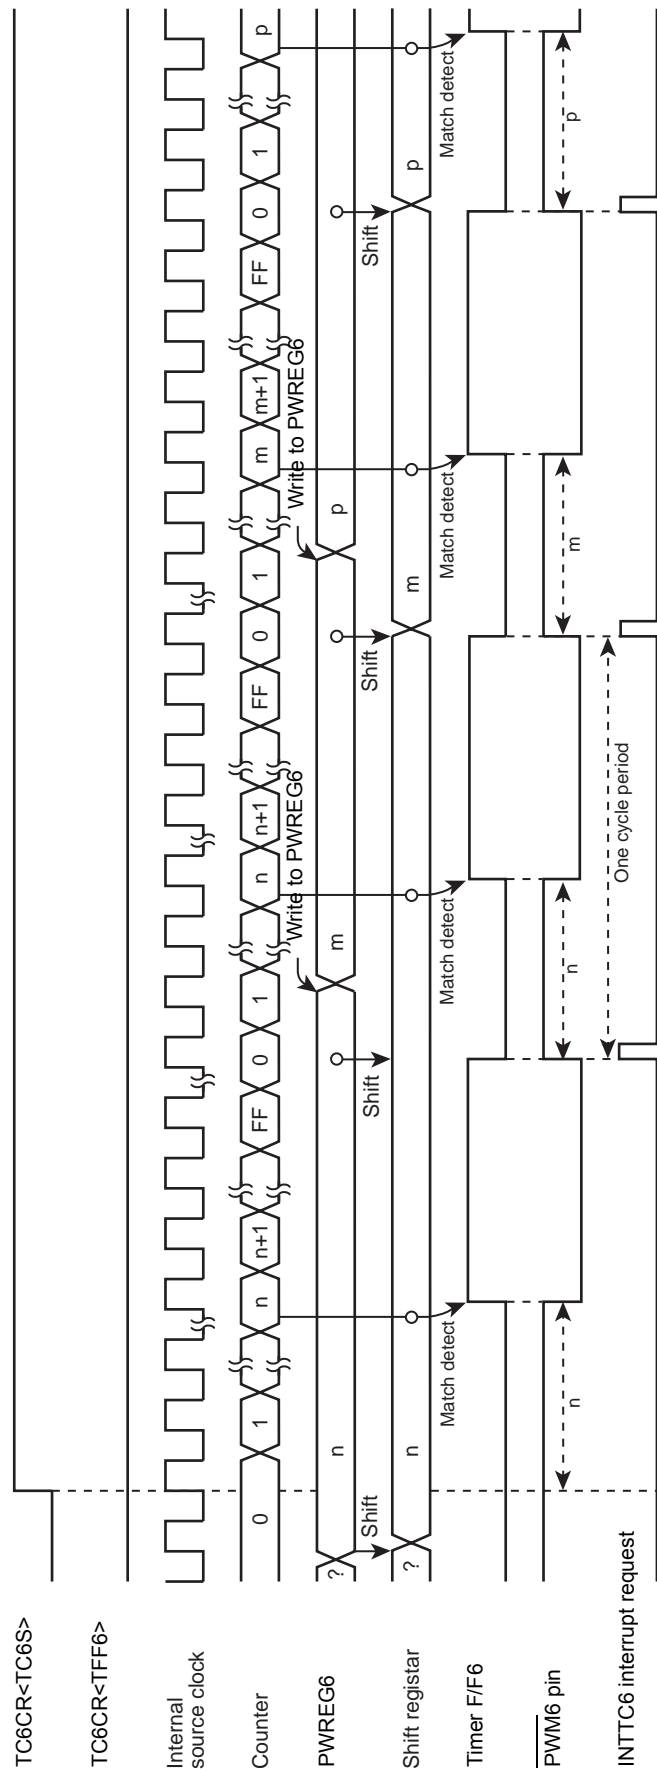 TC6CR<TC6S>
TC6CR<TFF6>
Internal
source clock
Counter
0
1
n
n+1
FF
0
1
n
n+1
FF
0
1
m
m+1
FF
0
1
p
Write to PWREG6
Write to PWREG6
PWREG6
?
n
m
p
Shift
Shift
Shift
Shift
Shift registar
?
n
m
p
Match detect
Match detect
Match detect
Match detect
Timer F/F6
PWM6 pin
n
n
m
p
One cycle period
INTTC6 interrupt request